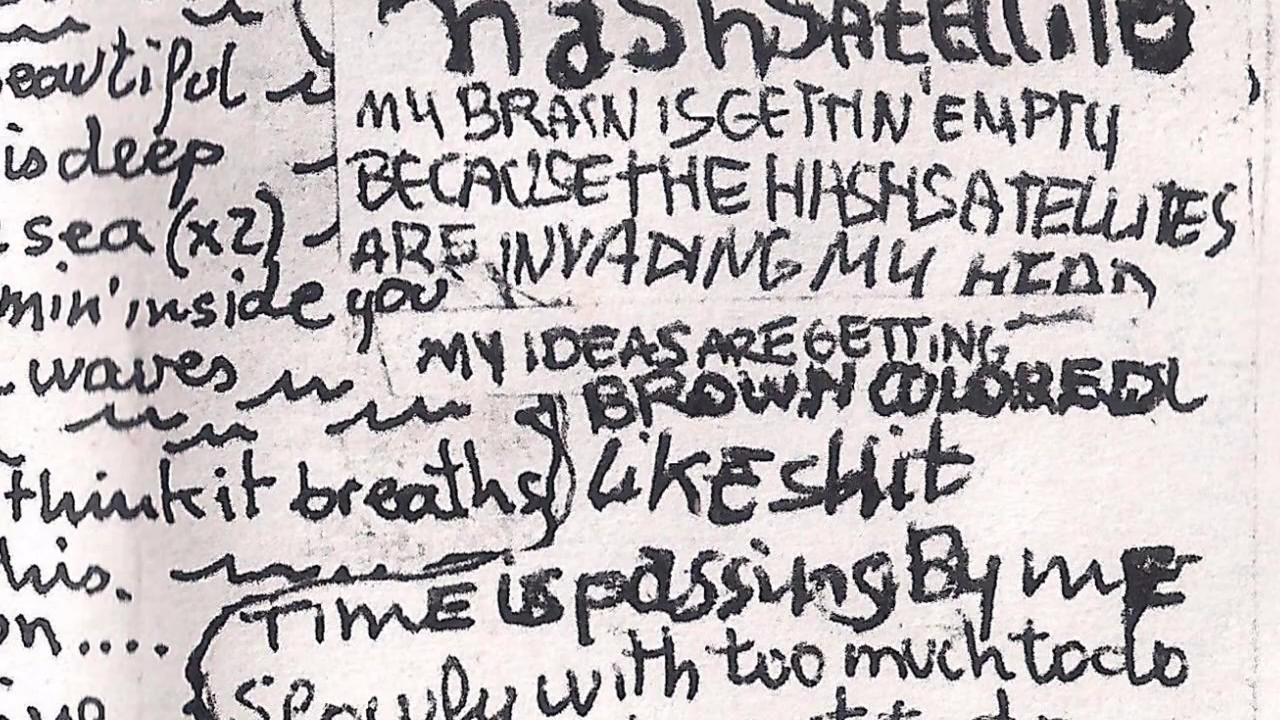 hashsatellite
eautiful
MY BRAIN IS GETTIN' EMPTY
is deep
BECAUSE THE HASHSATELLITES
sea (x2)
ARE INVADING MY HEAD
min' inside you
MY IDEAS ARE GETTING
waves
BROWN COLORED
think it breaths
LIKE SHIT
his.
TIME is passing By mE
on....
Slowly with too much to do